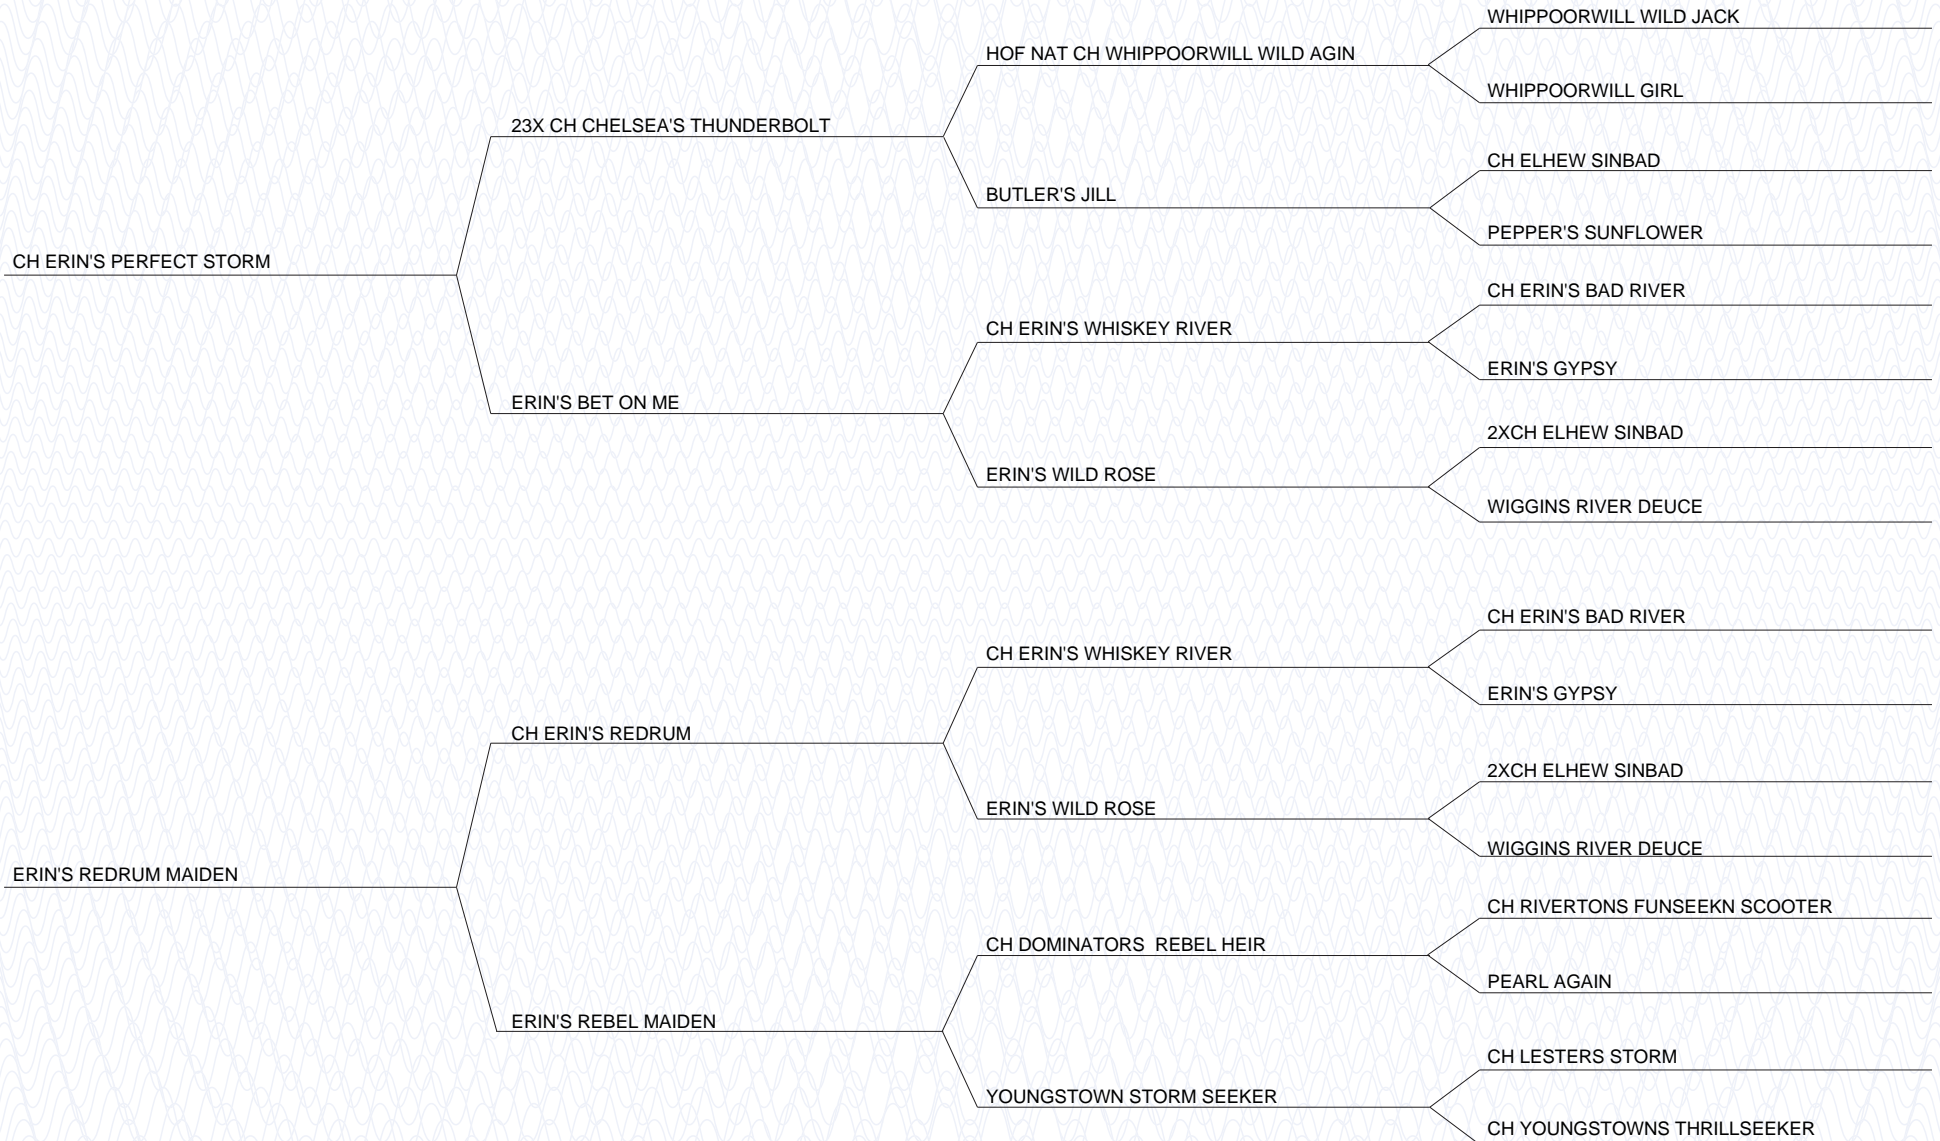 WHIPPOORWILL WILD JACK
HOF NAT CH WHIPPOORWILL WILD AGIN
WHIPPOORWILL GIRL
23X CH CHELSEA'S THUNDERBOLT
CH ELHEW SINBAD
BUTLER'S JILL
PEPPER'S SUNFLOWER
CH ERIN'S PERFECT STORM
CH ERIN'S BAD RIVER
CH ERIN'S WHISKEY RIVER
ERIN'S GYPSY
ERIN'S BET ON ME
2XCH ELHEW SINBAD
ERIN'S WILD ROSE
WIGGINS RIVER DEUCE
CH ERIN'S BAD RIVER
CH ERIN'S WHISKEY RIVER
ERIN'S GYPSY
CH ERIN'S REDRUM
2XCH ELHEW SINBAD
ERIN'S WILD ROSE
WIGGINS RIVER DEUCE
ERIN'S REDRUM MAIDEN
CH RIVERTONS FUNSEEKN SCOOTER
CH DOMINATORS  REBEL HEIR
PEARL AGAIN
ERIN'S REBEL MAIDEN
CH LESTERS STORM
YOUNGSTOWN STORM SEEKER
CH YOUNGSTOWNS THRILLSEEKER